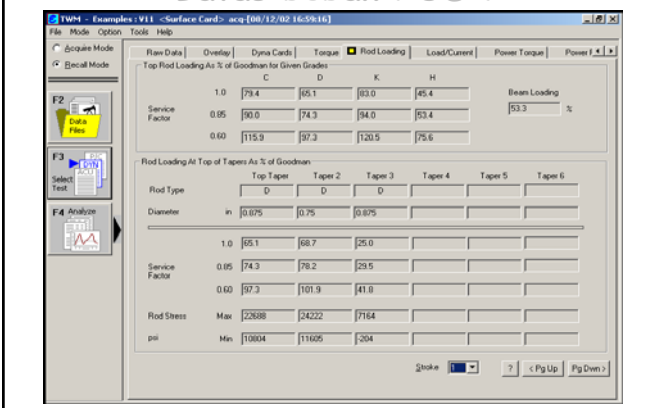 TWM - Examples : V11 <Surface Card> acq-[08/12/02 16:59:16]
File Mode Option Tools Help
Acquire Mode
Recall Mode
Raw Data Overlay Dyna Cards Torque Rod Loading Load/Current Power Torque
Top Rod Loading As % of Goodman for Given Grades
C D K H
1.0 79.4 65.1 83.0 45.4 Beam Loading
Service Factor 0.85 90.0 74.3 94.0 53.4 53.3 %
0.60 115.9 97.3 120.5 75.6
F2
Data Files
F3
Select Test
F4 Analyze
Rod Loading At Top of Tapers As % of Goodman
Top Taper Taper 2 Taper 3 Taper 4 Taper 5 Taper 6
Rod Type D D D
Diameter in 0.875 0.75 0.875
1.0 65.1 68.7 25.0
Service Factor 0.85 74.3 78.2 29.5
0.60 97.3 101.9 41.8
Rod Stress Max 22688 24222 7164
psi Min 10804 11605 -204
Stroke 1 ? < Pg Up Pg Dwn >